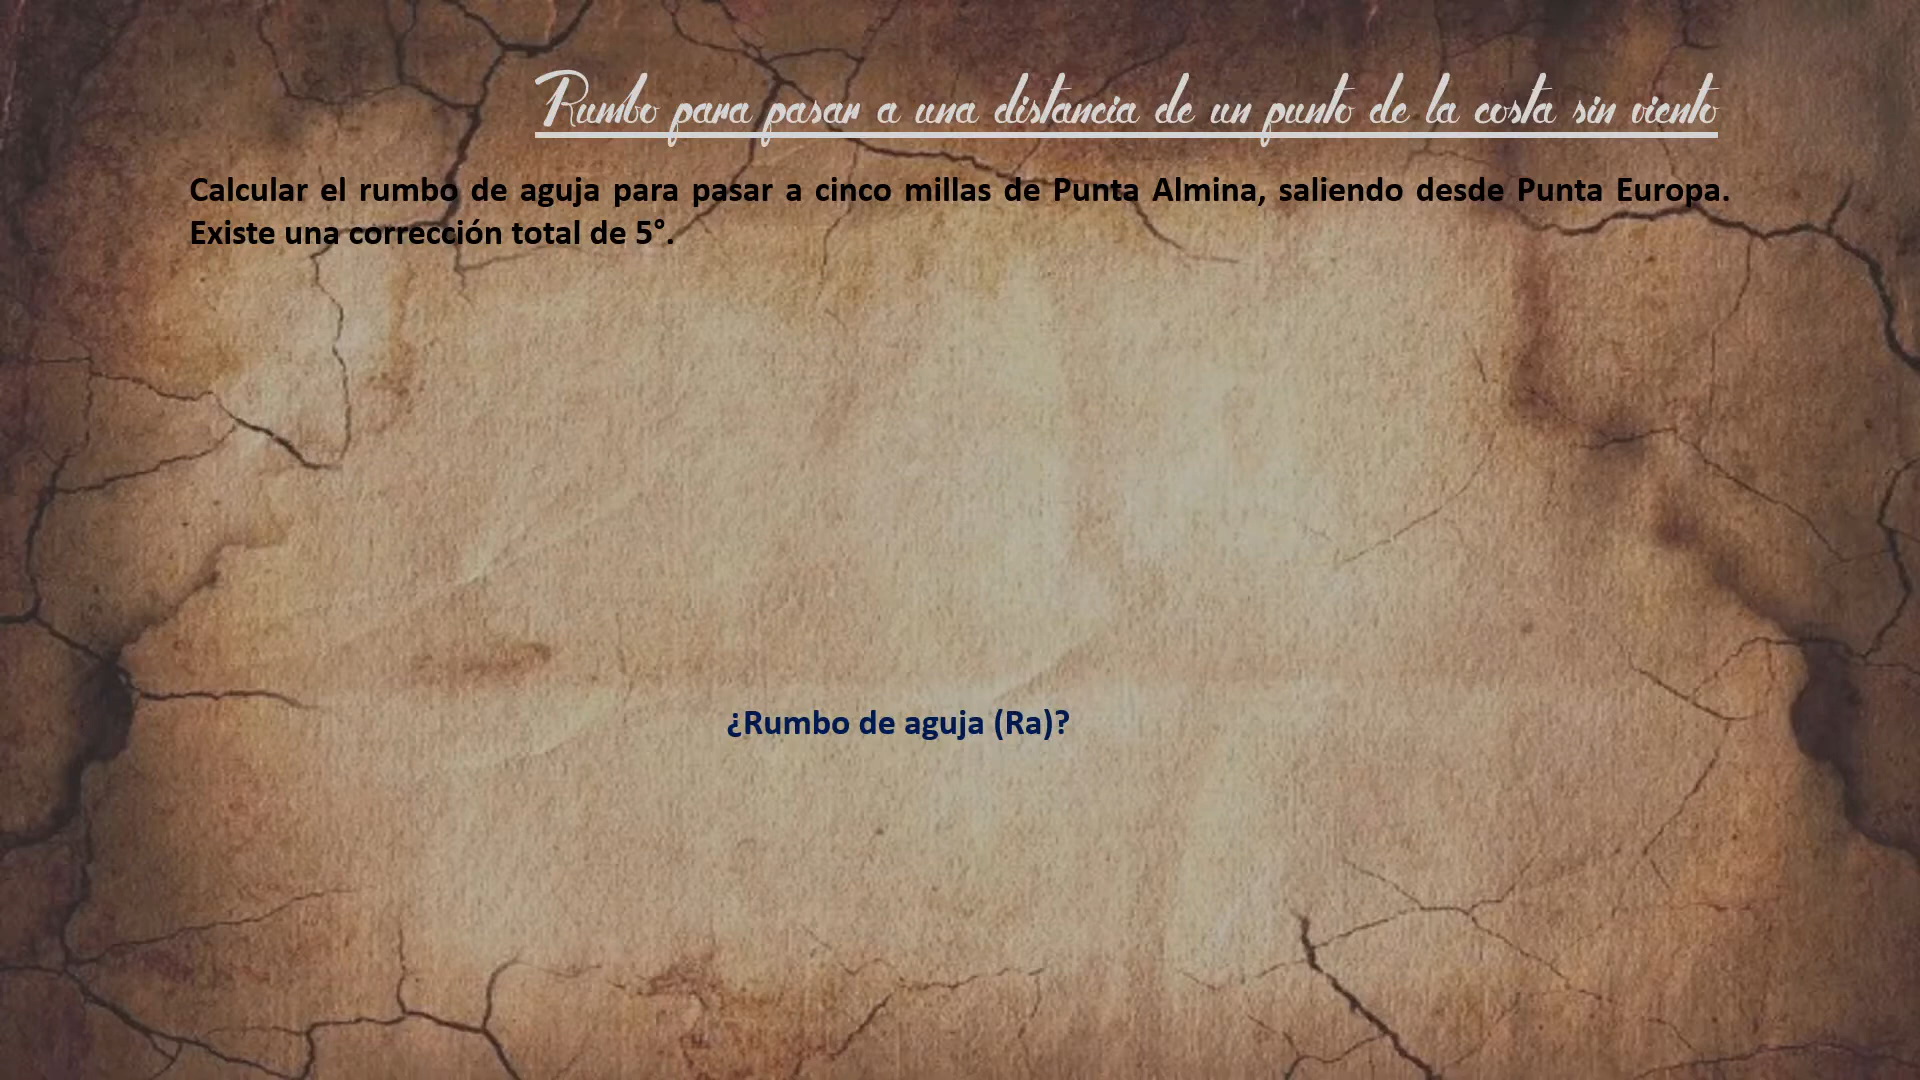 Rumbo para pasar a una distancia de un punto de la costa sin viento
Calcular el rumbo de aguja para pasar a cinco millas de Punta Almina, saliendo desde Punta Europa.
Existe una corrección total de 5°.
¿Rumbo de aguja (Ra)?